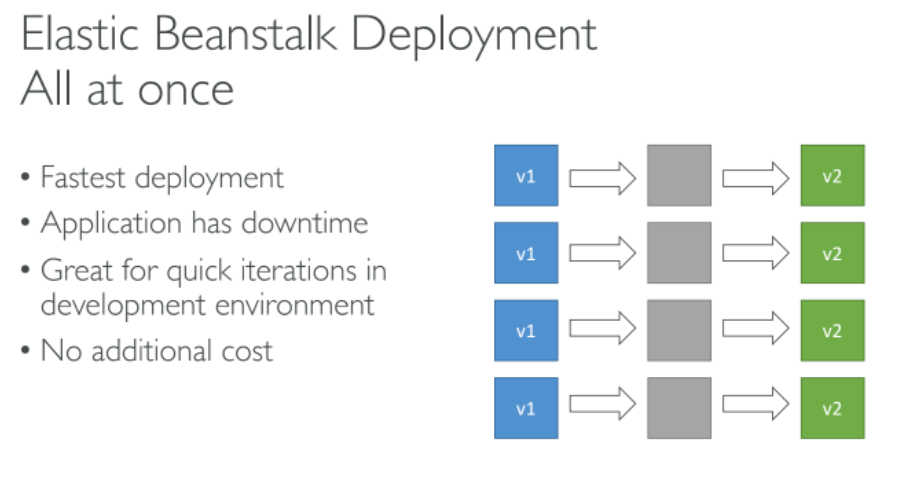 Elastic Beanstalk Deployment
All at once
• Fastest deployment
• Application has downtime
• Great for quick iterations in
development environment
• No additional cost
v1
v2
v1
v2
v1
v2
v1
v2